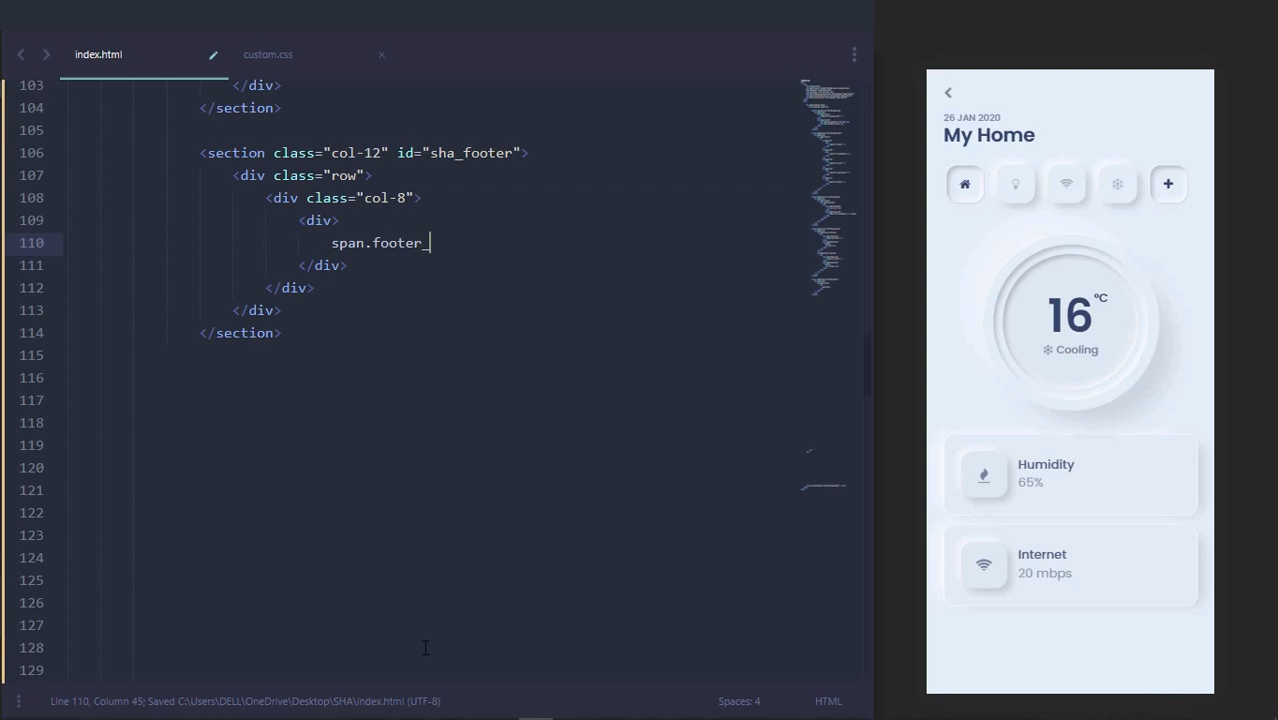 index.html
custom.css
103 </div>
104 </section>
105
106 <section class="col-12" id="sha_footer">
107 <div class="row">
108 <div class="col-8">
109 <div>
110 span.footer_
111 </div>
112 </div>
113 </div>
114 </section>
115
116
117
118
119
120
121
122
123
124
125
126
127
128
129
Line 110, Column 45; Saved C:\Users\DELL\OneDrive\Desktop\SHA\index.html (UTF-8)
Spaces: 4
HTML
26 JAN 2020
My Home
16 °C
Cooling
Humidity
65%
Internet
20 mbps